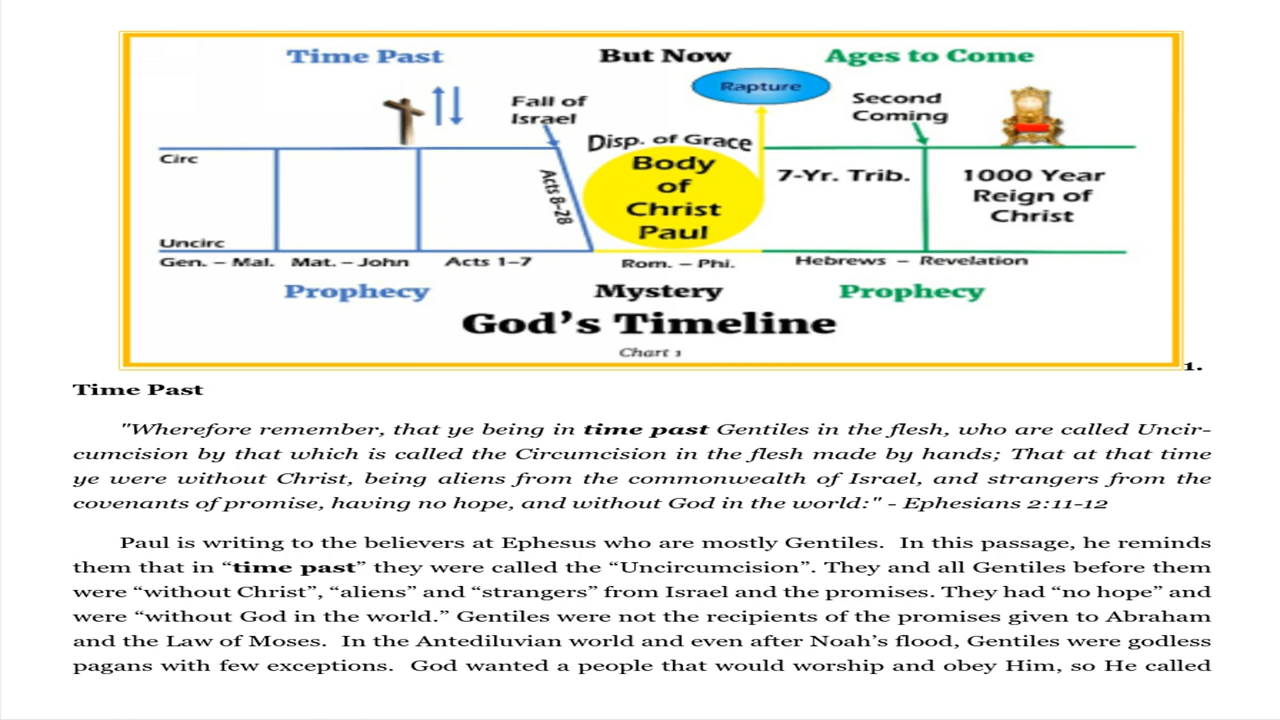 Time Past But Now Ages to Come
Rapture
Fall of
Israel
Second
Coming
Disp. of Grace
Circ
Acts 8-28
Body
of
Christ
Paul
7-Yr. Trib.
1000 Year
Reign of
Christ
Uncirc
Gen. – Mal. Mat. – John Acts 1–7 Rom. – Phi. Hebrews – Revelation
Prophecy Mystery Prophecy
God's Timeline
Chart 1
1.
Time Past
"Wherefore remember, that ye being in time past Gentiles in the flesh, who are called Uncir-
cumcision by that which is called the Circumcision in the flesh made by hands; That at that time
ye were without Christ, being aliens from the commonwealth of Israel, and strangers from the
covenants of promise, having no hope, and without God in the world:" - Ephesians 2:11-12
Paul is writing to the believers at Ephesus who are mostly Gentiles. In this passage, he reminds
them that in “time past” they were called the “Uncircumcision”. They and all Gentiles before them
were “without Christ”, “aliens” and “strangers” from Israel and the promises. They had “no hope” and
were “without God in the world.” Gentiles were not the recipients of the promises given to Abraham
and the Law of Moses. In the Antediluvian world and even after Noah’s flood, Gentiles were godless
pagans with few exceptions. God wanted a people that would worship and obey Him, so He called